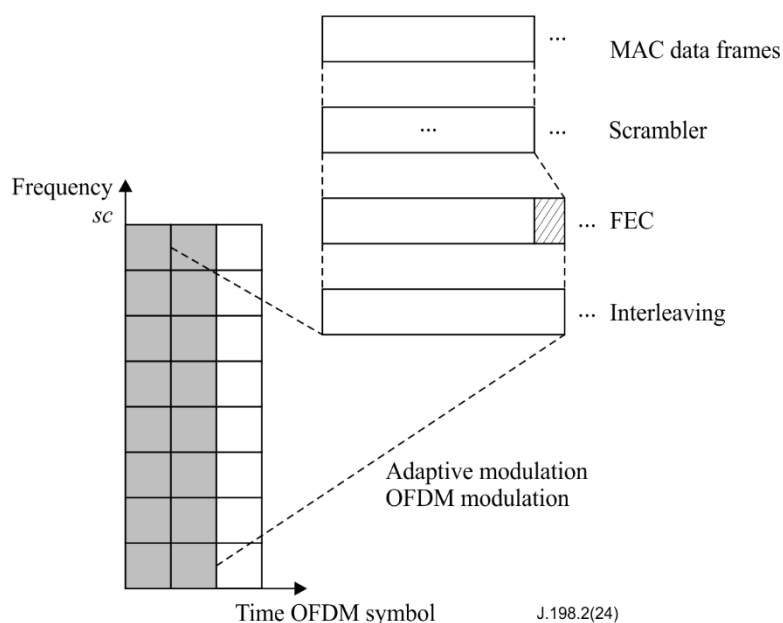 ... MAC data frames
... ... Scrambler
Frequency
sc
... FEC
... Interleaving
Adaptive modulation
OFDM modulation
Time OFDM symbol
J.198.2(24)